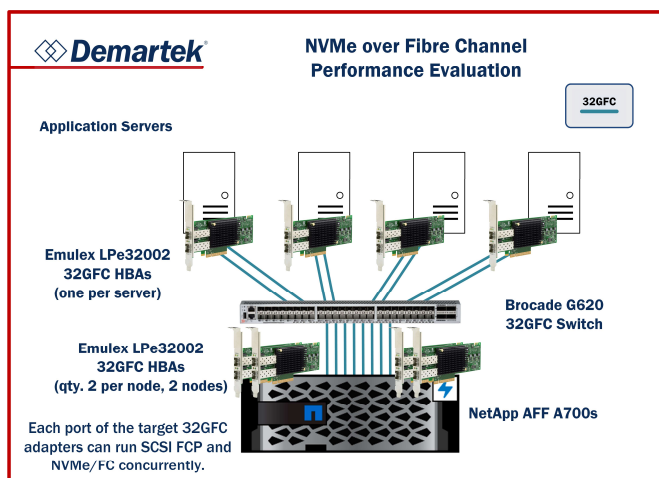 Demartek
NVMe over Fibre Channel
Performance Evaluation
32GFC
Application Servers
Emulex LPe32002
32GFC HBAs
(one per server)
Brocade G620
32GFC Switch
Emulex LPe32002
32GFC HBAs
(qty. 2 per node, 2 nodes)
NetApp AFF A700s
Each port of the target 32GFC
adapters can run SCSI FCP and
NVMe/FC concurrently.